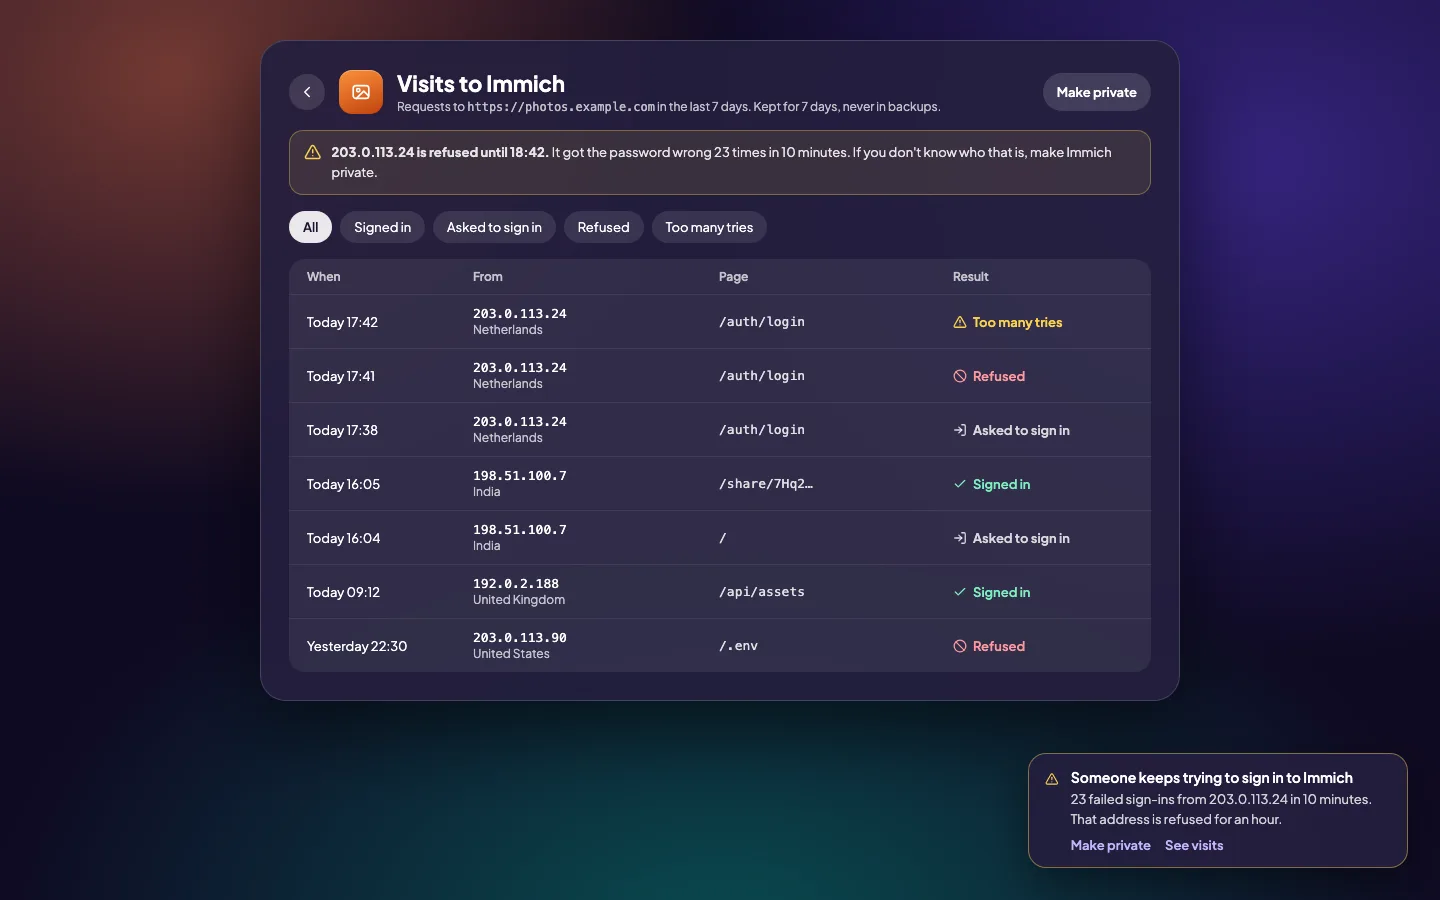 Visits to Immich
Requests to https://photos.example.com in the last 7 days. Kept for 7 days, never in backups.
Make private
203.0.113.24 is refused until 18:42. It got the password wrong 23 times in 10 minutes. If you don't know who that is, make Immich
private.
All
Signed in
Asked to sign in
Refused
Too many tries
When From Page Result
Today 17:42 203.0.113.24 /auth/login Too many tries
Netherlands
Today 17:41 203.0.113.24 /auth/login Refused
Netherlands
Today 17:38 203.0.113.24 /auth/login Asked to sign in
Netherlands
Today 16:05 198.51.100.7 /share/7Hq2… Signed in
India
Today 16:04 198.51.100.7 / Asked to sign in
India
Today 09:12 192.0.2.188 /api/assets Signed in
United Kingdom
Yesterday 22:30 203.0.113.90 /.env Refused
United States
Someone keeps trying to sign in to Immich
23 failed sign-ins from 203.0.113.24 in 10 minutes.
That address is refused for an hour.
Make private See visits